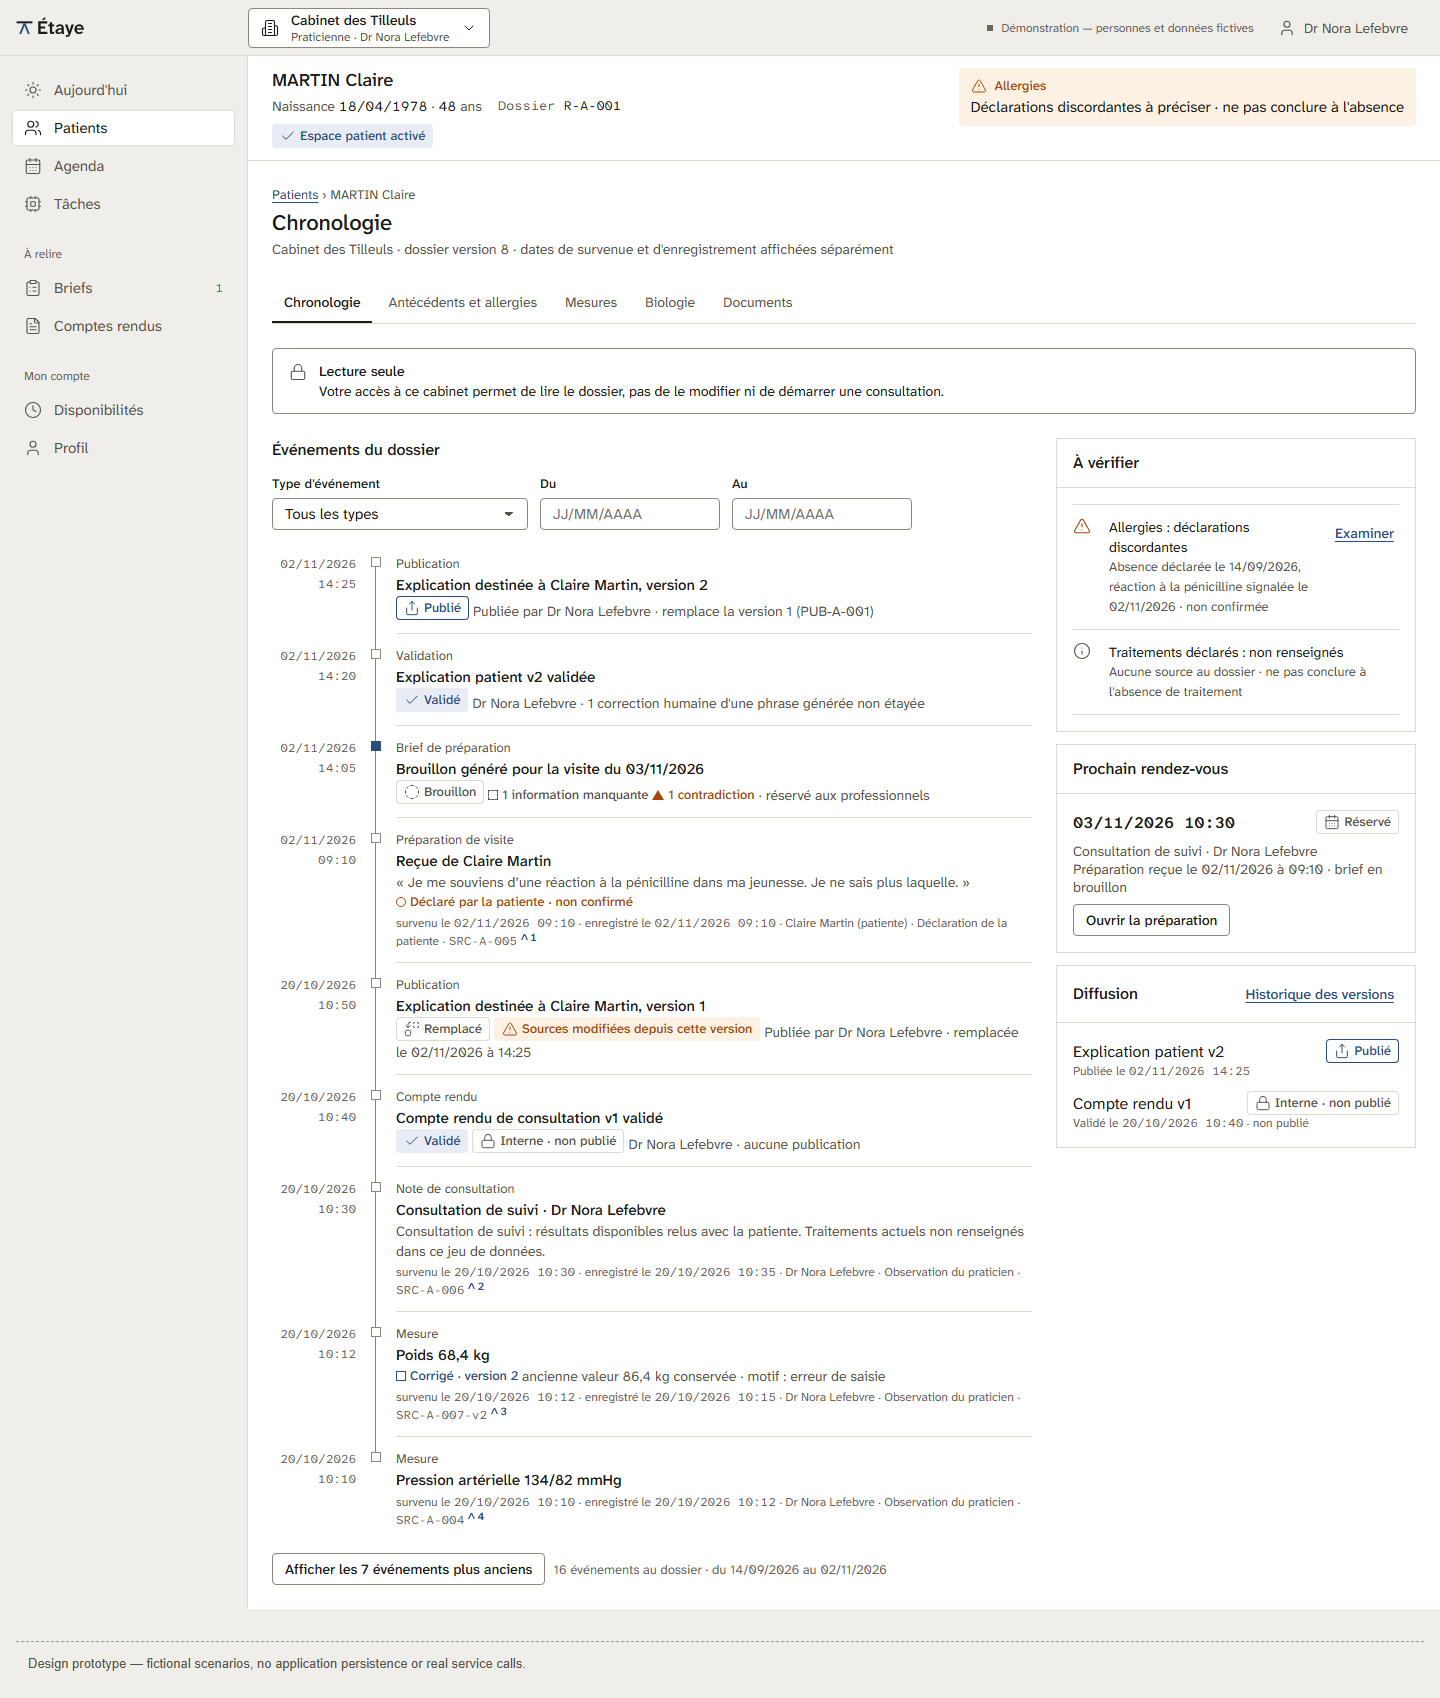 Étaye
Cabinet des Tilleuls
Praticienne · Dr Nora Lefebvre
Démonstration — personnes et données fictives
Dr Nora Lefebvre
Aujourd'hui
Patients
Agenda
Tâches
À relire
Briefs 1
Comptes rendus
Mon compte
Disponibilités
Profil
MARTIN Claire
Naissance 18/04/1978 · 48 ans Dossier R-A-001
Espace patient activé
Allergies
Déclarations discordantes à préciser · ne pas conclure à l'absence
Patients › MARTIN Claire
Chronologie
Cabinet des Tilleuls · dossier version 8 · dates de survenue et d'enregistrement affichées séparément
Chronologie Antécédents et allergies Mesures Biologie Documents
Lecture seule
Votre accès à ce cabinet permet de lire le dossier, pas de le modifier ni de démarrer une consultation.
Événements du dossier
Type d'événement Du Au
Tous les types JJ/MM/AAAA JJ/MM/AAAA
02/11/2026 Publication
14:25 Explication destinée à Claire Martin, version 2
Publié Publiée par Dr Nora Lefebvre · remplace la version 1 (PUB-A-001)
02/11/2026 Validation
14:20 Explication patient v2 validée
Validé Dr Nora Lefebvre · 1 correction humaine d'une phrase générée non étayée
02/11/2026 Brief de préparation
14:05 Brouillon généré pour la visite du 03/11/2026
Brouillon 1 information manquante 1 contradiction · réservé aux professionnels
02/11/2026 Préparation de visite
09:10 Reçue de Claire Martin
« Je me souviens d’une réaction à la pénicilline dans ma jeunesse. Je ne sais plus laquelle. »
Déclaré par la patiente · non confirmé
survenu le 02/11/2026 09:10 · enregistré le 02/11/2026 09:10 · Claire Martin (patiente) · Déclaration de la
patiente · SRC-A-005 ^1
20/10/2026 Publication
10:50 Explication destinée à Claire Martin, version 1
Remplacé Sources modifiées depuis cette version Publiée par Dr Nora Lefebvre · remplacée
le 02/11/2026 à 14:25
20/10/2026 Compte rendu
10:40 Compte rendu de consultation v1 validé
Validé Interne · non publié Dr Nora Lefebvre · aucune publication
20/10/2026 Note de consultation
10:30 Consultation de suivi · Dr Nora Lefebvre
Consultation de suivi : résultats disponibles relus avec la patiente. Traitements actuels non renseignés
dans ce jeu de données.
survenu le 20/10/2026 10:30 · enregistré le 20/10/2026 10:35 · Dr Nora Lefebvre · Observation du praticien ·
SRC-A-006 ^2
20/10/2026 Mesure
10:12 Poids 68,4 kg
Corrigé · version 2 ancienne valeur 86,4 kg conservée · motif : erreur de saisie
survenu le 20/10/2026 10:12 · enregistré le 20/10/2026 10:15 · Dr Nora Lefebvre · Observation du praticien ·
SRC-A-007-v2 ^3
20/10/2026 Mesure
10:10 Pression artérielle 134/82 mmHg
survenu le 20/10/2026 10:10 · enregistré le 20/10/2026 10:12 · Dr Nora Lefebvre · Observation du praticien ·
SRC-A-004 ^4
Afficher les 7 événements plus anciens 16 événements au dossier · du 14/09/2026 au 02/11/2026
À vérifier
Allergies : déclarations
discordantes
Examiner
Absence déclarée le 14/09/2026,
réaction à la pénicilline signalée le
02/11/2026 · non confirmée
Traitements déclarés : non renseignés
Aucune source au dossier · ne pas conclure à
l'absence de traitement
Prochain rendez-vous
03/11/2026 10:30 Réservé
Consultation de suivi · Dr Nora Lefebvre
Préparation reçue le 02/11/2026 à 09:10 · brief en
brouillon
Ouvrir la préparation
Diffusion Historique des versions
Explication patient v2 Publié
Publiée le 02/11/2026 14:25
Compte rendu v1 Interne · non publié
Validé le 20/10/2026 10:40 · non publié
Design prototype — fictional scenarios, no application persistence or real service calls.